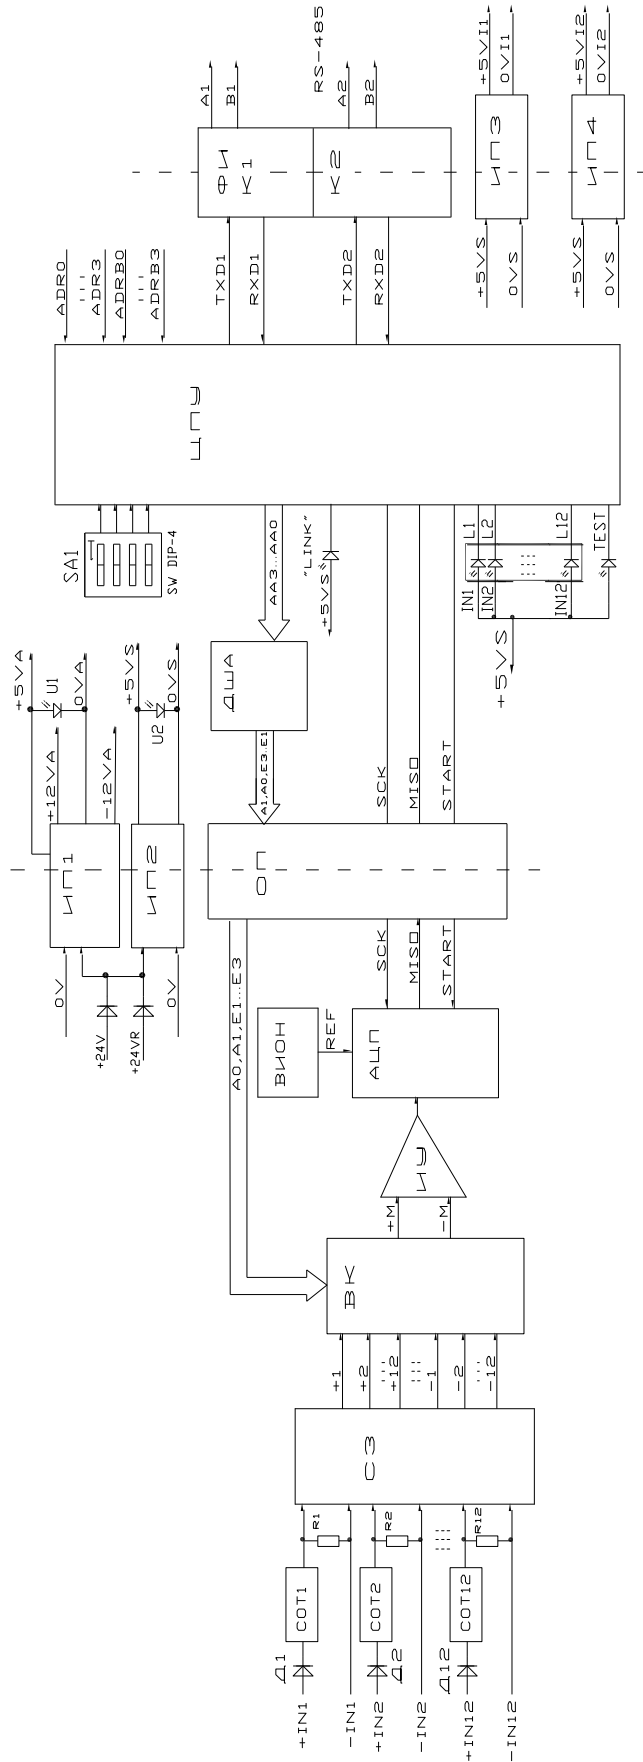 +IN1
-IN1
+IN2
-IN2
+IN12
-IN12
Д1
Д2
Д12
СОТ1
СОТ2
СОТ12
R1
R2
R12
СЗ
+1
+2
+12
-1
-2
-12
ВК
+M
-M
ИУ
ВИОН
REF
АЦП
A0,A1,E1...E3
SCK
MISO
START
ОП
A1,A0,E3...E1
SCK
MISO
START
ДША
AA3...AA0
+24V
+24VR
0V
0V
ИП1
ИП2
+5VA
+12VA
0VA
-12VA
U1
+5VS
0VS
U2
SA1
SW DIP-4
"LINK"
+5VS
IN1
IN2
IN12
L1
L2
L12
TEST
+5VS
ЦПУ
ADR0
ADR3
ADRB0
ADRB3
TXD1
RXD1
TXD2
RXD2
ФИ
К1
К2
A1
B1
RS-485
A2
B2
+5VS
0VS
ИП3
+5VI1
0VI1
+5VS
0VS
ИП4
+5VI2
0VI2